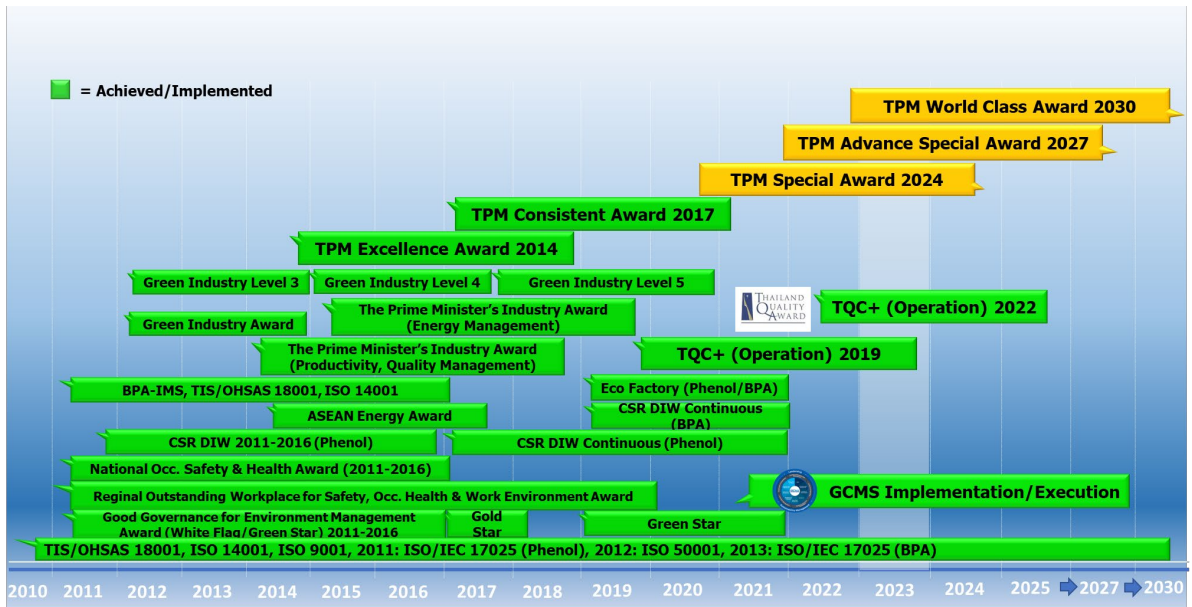 = Achieved/Implemented
TPM World Class Award 2030
TPM Advance Special Award 2027
TPM Special Award 2024
TPM Consistent Award 2017
TPM Excellence Award 2014
Green Industry Level 3
Green Industry Level 4
Green Industry Level 5
THAILAND
QUALITY
AWARD
TQC+ (Operation) 2022
Green Industry Award
The Prime Minister's Industry Award
(Energy Management)
The Prime Minister's Industry Award
(Productivity, Quality Management)
TQC+ (Operation) 2019
BPA-IMS, TIS/OHSAS 18001, ISO 14001
Eco Factory (Phenol/BPA)
ASEAN Energy Award
CSR DIW Continuous
(BPA)
CSR DIW 2011-2016 (Phenol)
CSR DIW Continuous (Phenol)
National Occ. Safety & Health Award (2011-2016)
Reginal Outstanding Workplace for Safety, Occ. Health & Work Environment Award
GCMS Implementation/Execution
Good Governance for Environment Management
Award (White Flag/Green Star) 2011-2016
Gold
Star
Green Star
TIS/OHSAS 18001, ISO 14001, ISO 9001, 2011: ISO/IEC 17025 (Phenol), 2012: ISO 50001, 2013: ISO/IEC 17025 (BPA)
2010 2011 2012 2013 2014 2015 2016 2017 2018 2019 2020 2021 2022 2023 2024 2025 2027 2030